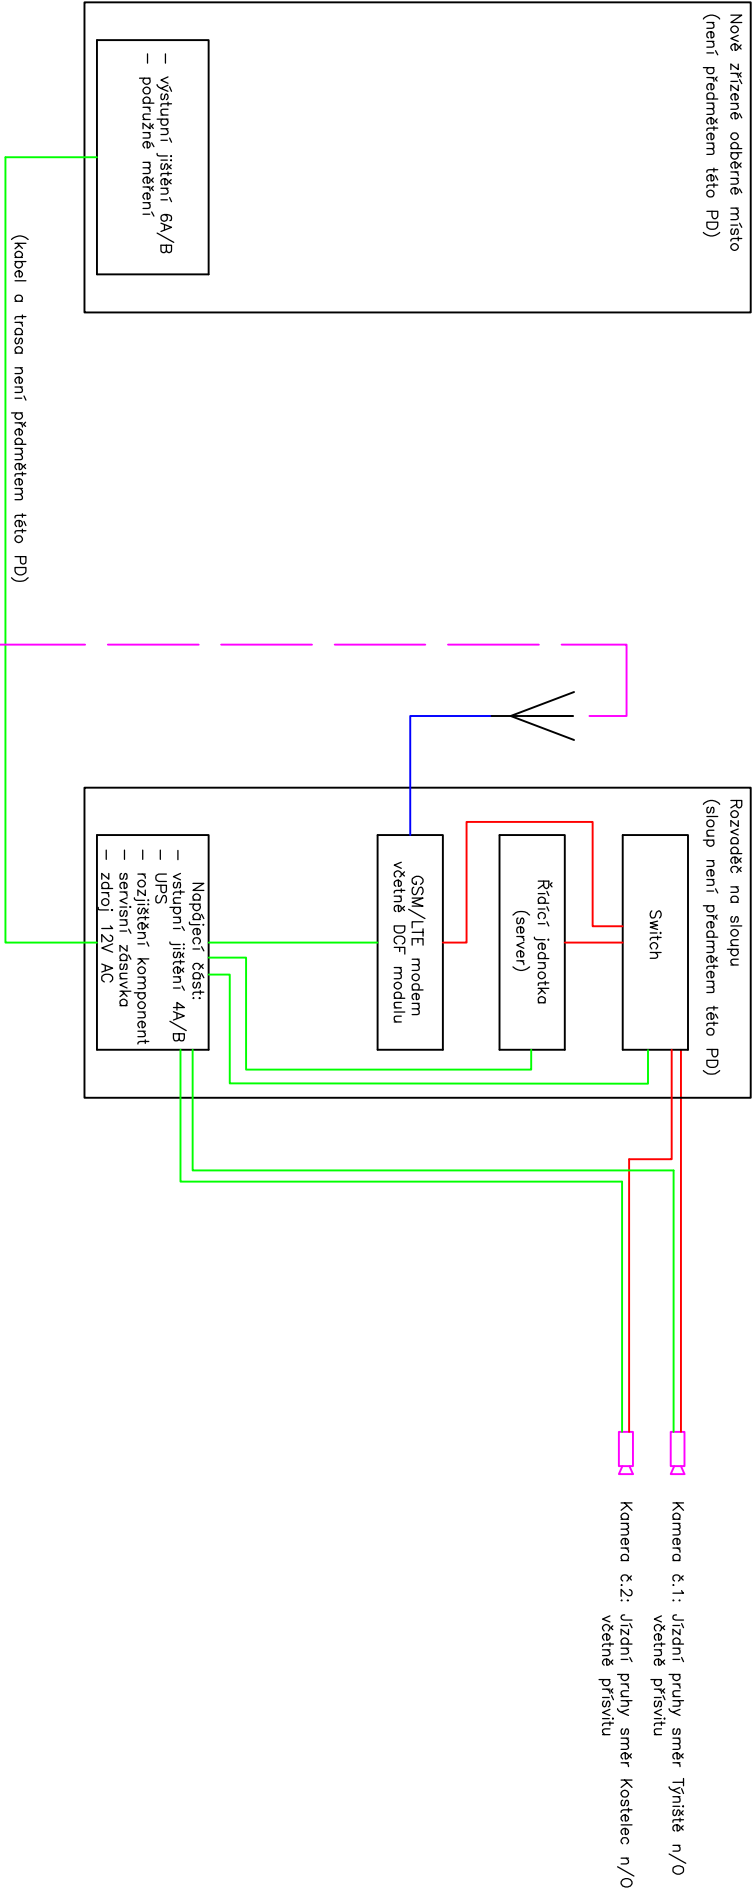 Nově zřízené odběrné místo
(není předmětem této PD)
- výstupní jištění 6A/B
- podružné měření
(kabel a trasa není předmětem této PD)
Rozvaděč na sloupu
(sloup není předmětem této PD)
Switch
Řídící jednotka
(server)
GSM/LTE modem
včetně DCF modulu
Napájecí část:
- vstupní jištění 4A/B
- UPS
- rozjištění komponent
- servisní zásuvka
- zdroj 12V AC
Kamera č.1: Jízdní pruhy směr Týniště n/O
včetně přísvitu
Kamera č.2: Jízdní pruhy směr Kostelec n/O
včetně přísvitu